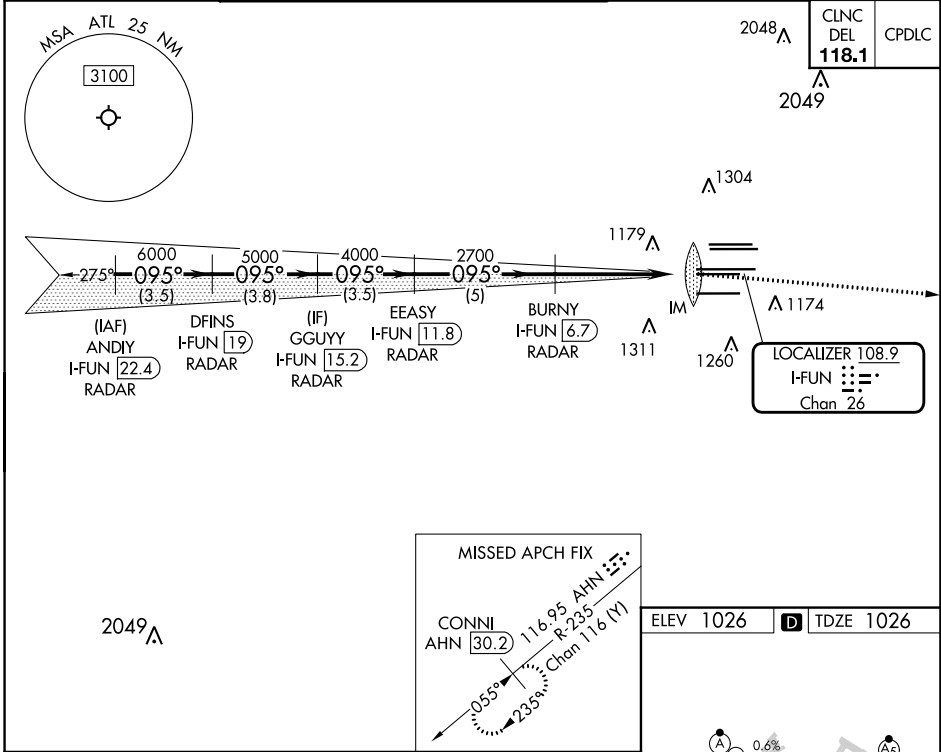 MSA ATL 25 NM
3100
2048
CLNC
DEL
118.1
CPDLC
2049
1304
1179
6000
5000
4000
2700
275°
095°
095°
095°
095°
(3.5)
(3.8)
(3.5)
(5)
IM
1174
1311
1260
(IAF)
ANDIY
I-FUN 22.4
RADAR
DFINS
I-FUN 19
RADAR
(IF)
GGUYY
I-FUN 15.2
RADAR
EEASY
I-FUN 11.8
RADAR
BURNY
I-FUN 6.7
RADAR
LOCALIZER 108.9
I-FUN
Chan 26
MISSED APCH FIX
CONNI
AHN 30.2
116.95 AHN
R-235
Chan 116 (Y)
055°
235°
2049
ELEV 1026
D
TDZE 1026
A
0.6%
A5